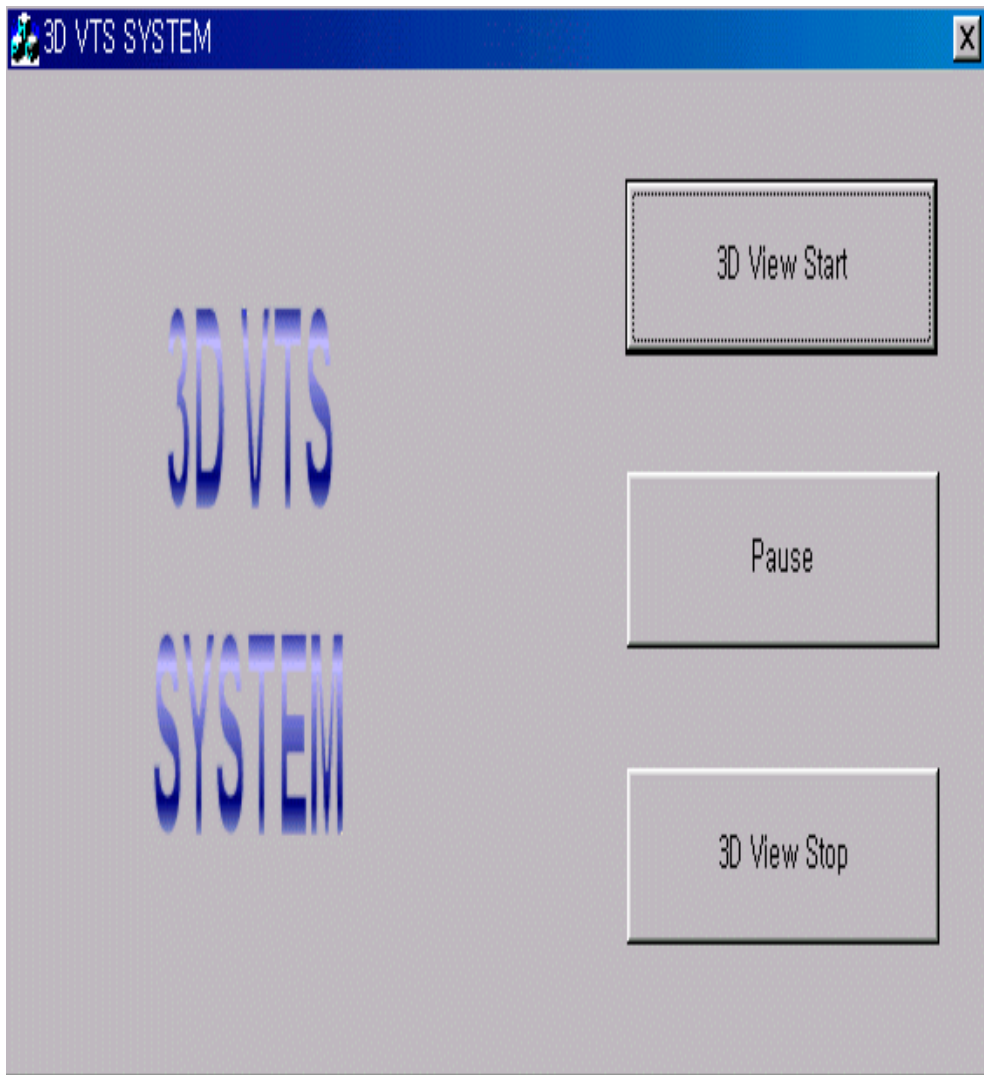 3D VTS SYSTEM
3D VTS
SYSTEM
3D View Start
Pause
3D View Stop